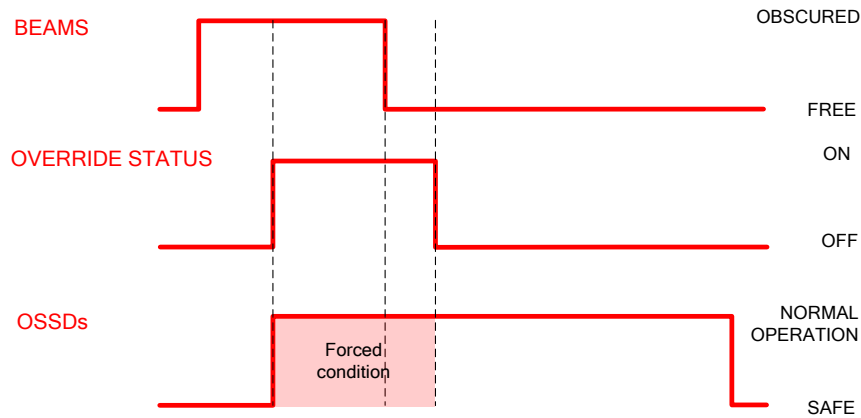 BEAMS
OBSCURED
FREE
OVERRIDE STATUS
ON
OFF
OSSDs
NORMAL
OPERATION
Forced
condition
SAFE